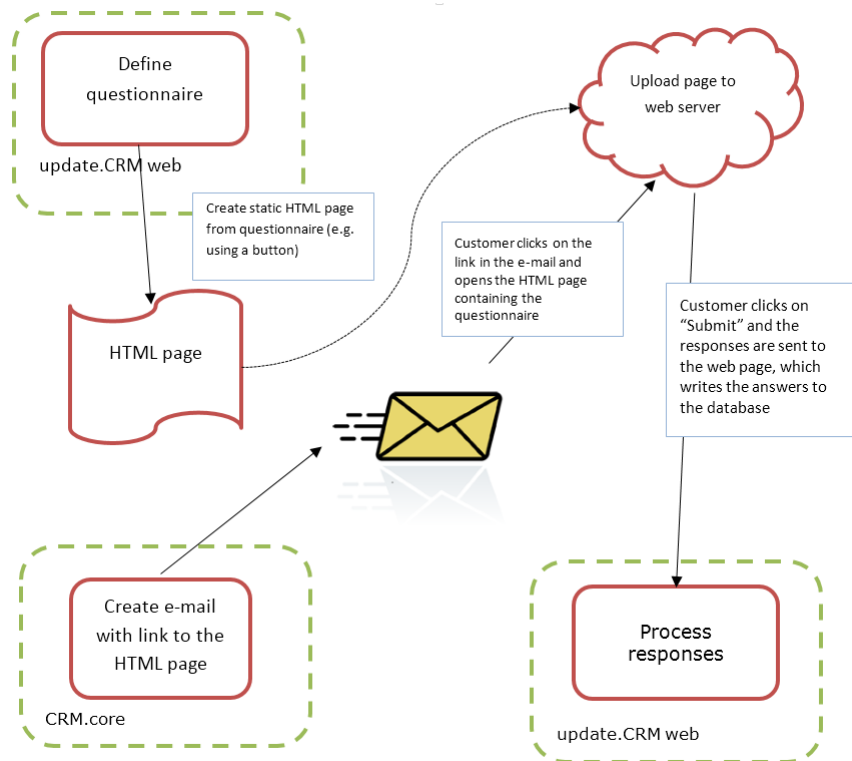 Define
questionnaire
update.CRM web
Upload page to
web server
Create static HTML page
from questionnaire (e.g.
using a button)
Customer clicks on the
link in the e-mail and
opens the HTML page
containing the
questionnaire
Customer clicks on
“Submit” and the
responses are sent to
the web page, which
writes the answers to
the database
HTML page
Create e-mail
with link to the
HTML page
CRM.core
Process
responses
update.CRM web